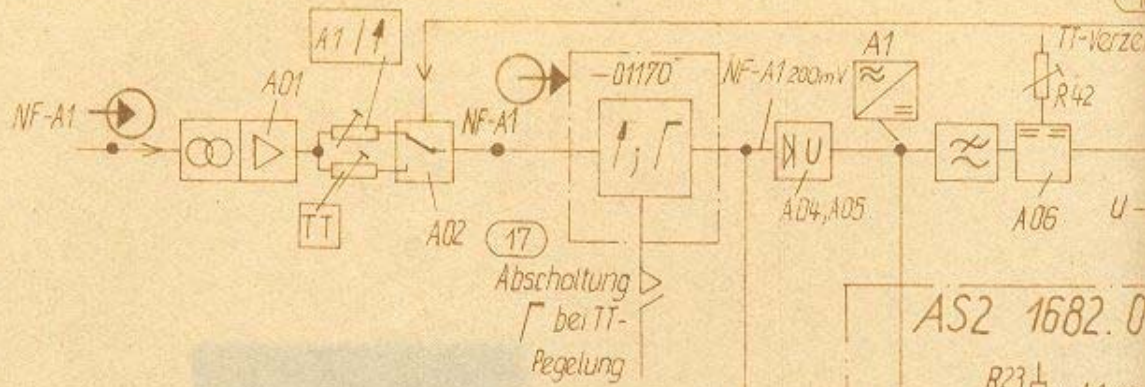 A1 /
TT-Verze
A1
NF-A1
A01
-01170
NF-A1 200mV
R42
NF-A1
U
TT
A02
17
A04, A05
A06
U-
Abschaltung
bei TT-
Pegelung
AS2 1682.0
R23